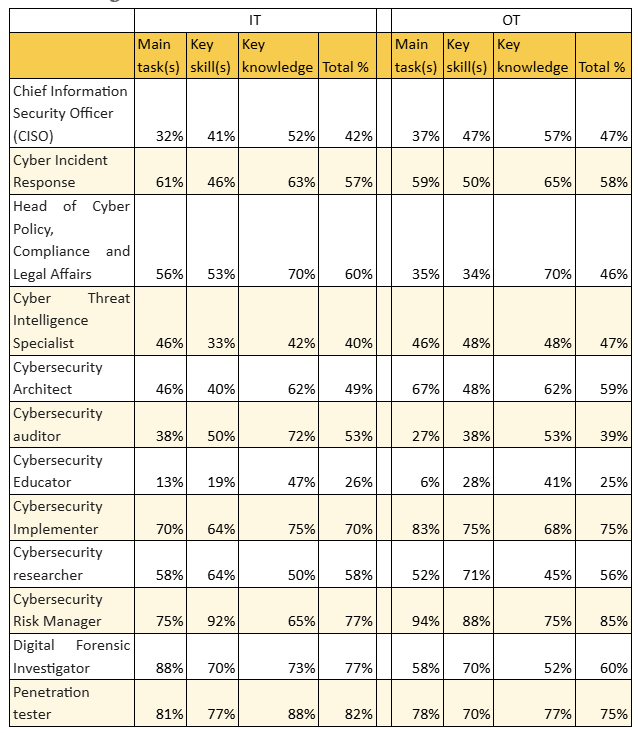 IT OT
Main task(s) Key skill(s) Key knowledge Total % Main task(s) Key skill(s) Key knowledge Total %
Chief Information
Security Officer
(CISO) 32% 41% 52% 42% 37% 47% 57% 47%
Cyber Incident
Response 61% 46% 63% 57% 59% 50% 65% 58%
Head of Cyber
Policy,
Compliance and
Legal Affairs 56% 53% 70% 60% 35% 34% 70% 46%
Cyber Threat
Intelligence
Specialist 46% 33% 42% 40% 46% 48% 48% 47%
Cybersecurity
Architect 46% 40% 62% 49% 67% 48% 62% 59%
Cybersecurity
auditor 38% 50% 72% 53% 27% 38% 53% 39%
Cybersecurity
Educator 13% 19% 47% 26% 6% 28% 41% 25%
Cybersecurity
Implementer 70% 64% 75% 70% 83% 75% 68% 75%
Cybersecurity
researcher 58% 64% 50% 58% 52% 71% 45% 56%
Cybersecurity
Risk Manager 75% 92% 65% 77% 94% 88% 75% 85%
Digital Forensic
Investigator 88% 70% 73% 77% 58% 70% 52% 60%
Penetration
tester 81% 77% 88% 82% 78% 70% 77% 75%